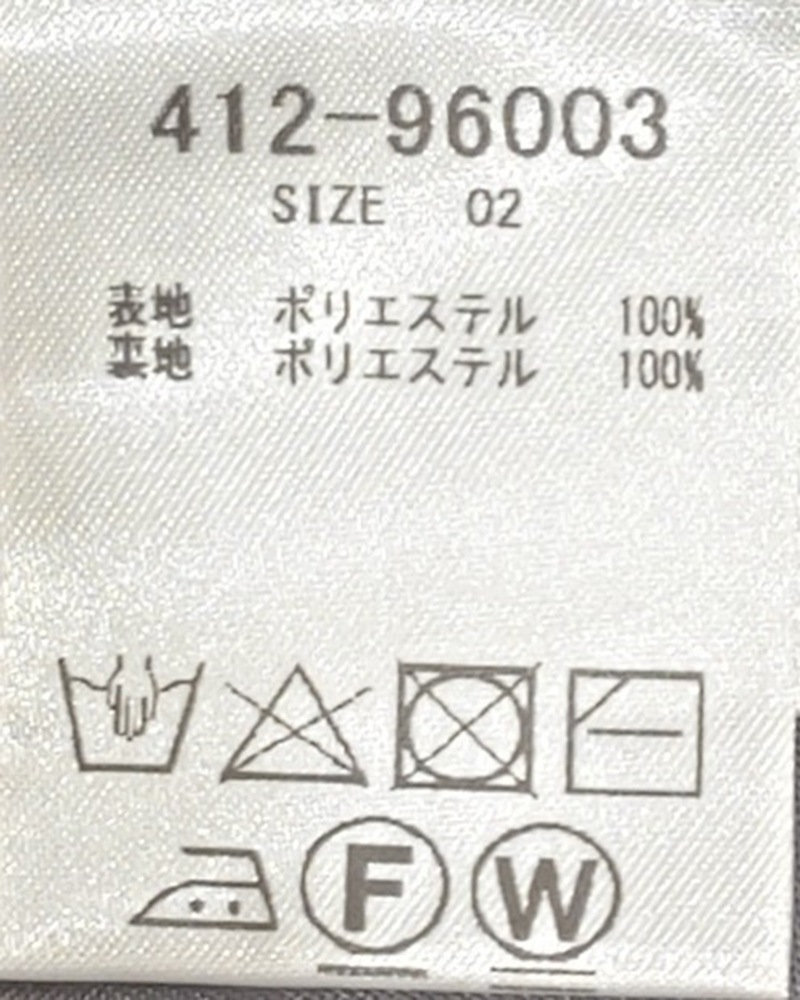 412-96003
SIZE 02
表地 ポリエステル 100%
裏地 ポリエステル 100%
F W